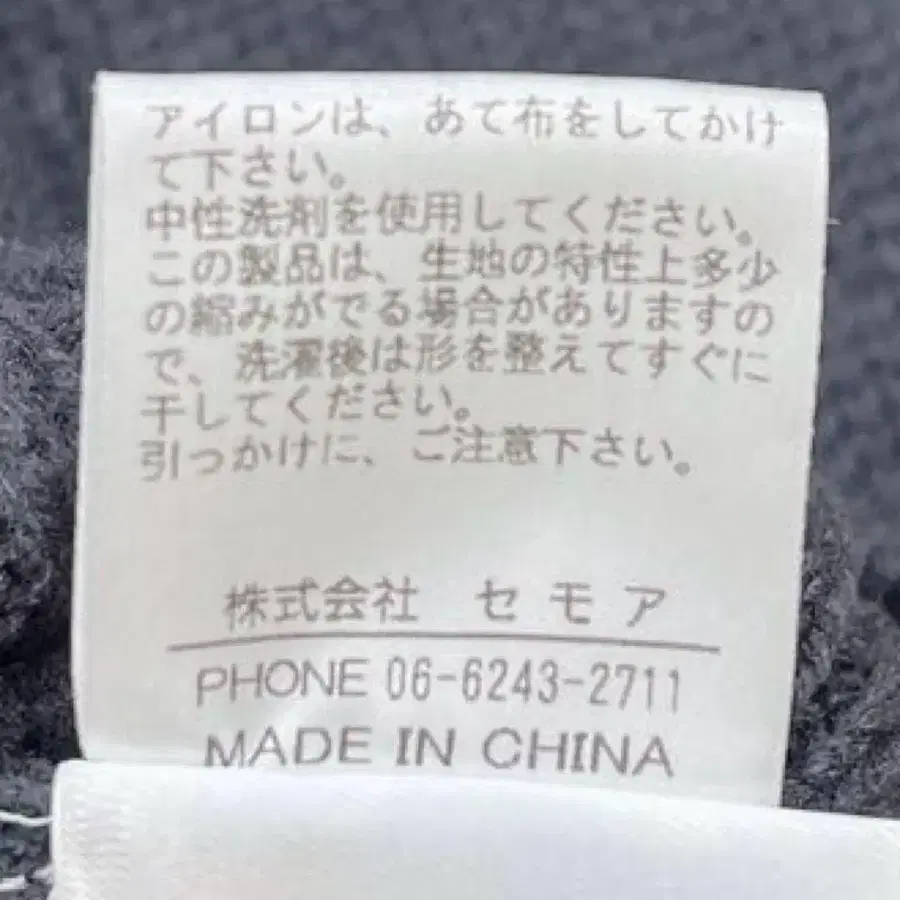 アイロンは、あて布をしてかけ
て下さい。
中性洗剤を使用してください。
この製品は、生地の特性上多少
の縮みがでる場合がありますの
で、洗濯後は形を整えてすぐに
干してください。
引っかけに、ご注意下さい。
株式会社 セモア
PHONE 06-6243-2711
MADE IN CHINA